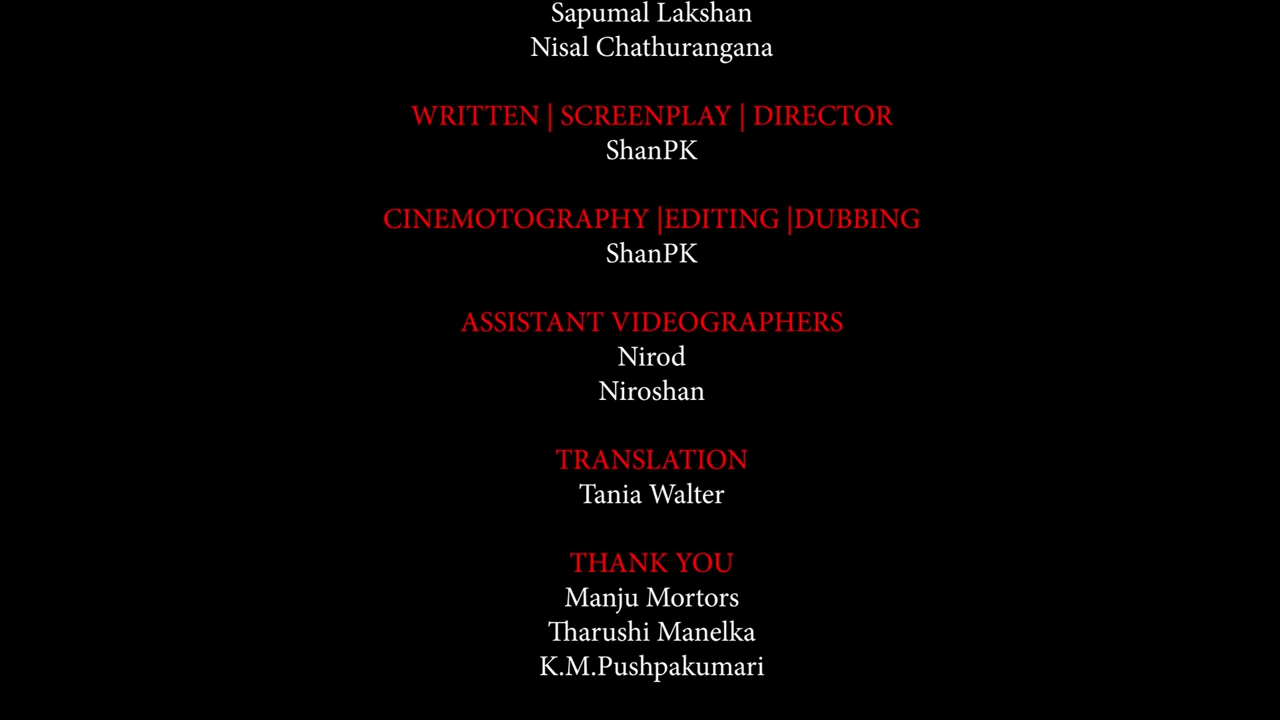 Sapumal Lakshan
Nisal Chathurangana
WRITTEN | SCREENPLAY | DIRECTOR
ShanPK
CINEMOTOGRAPHY |EDITING |DUBBING
ShanPK
ASSISTANT VIDEOGRAPHERS
Nirod
Niroshan
TRANSLATION
Tania Walter
THANK YOU
Manju Mortors
Tharushi Manelka
K.M.Pushpakumari